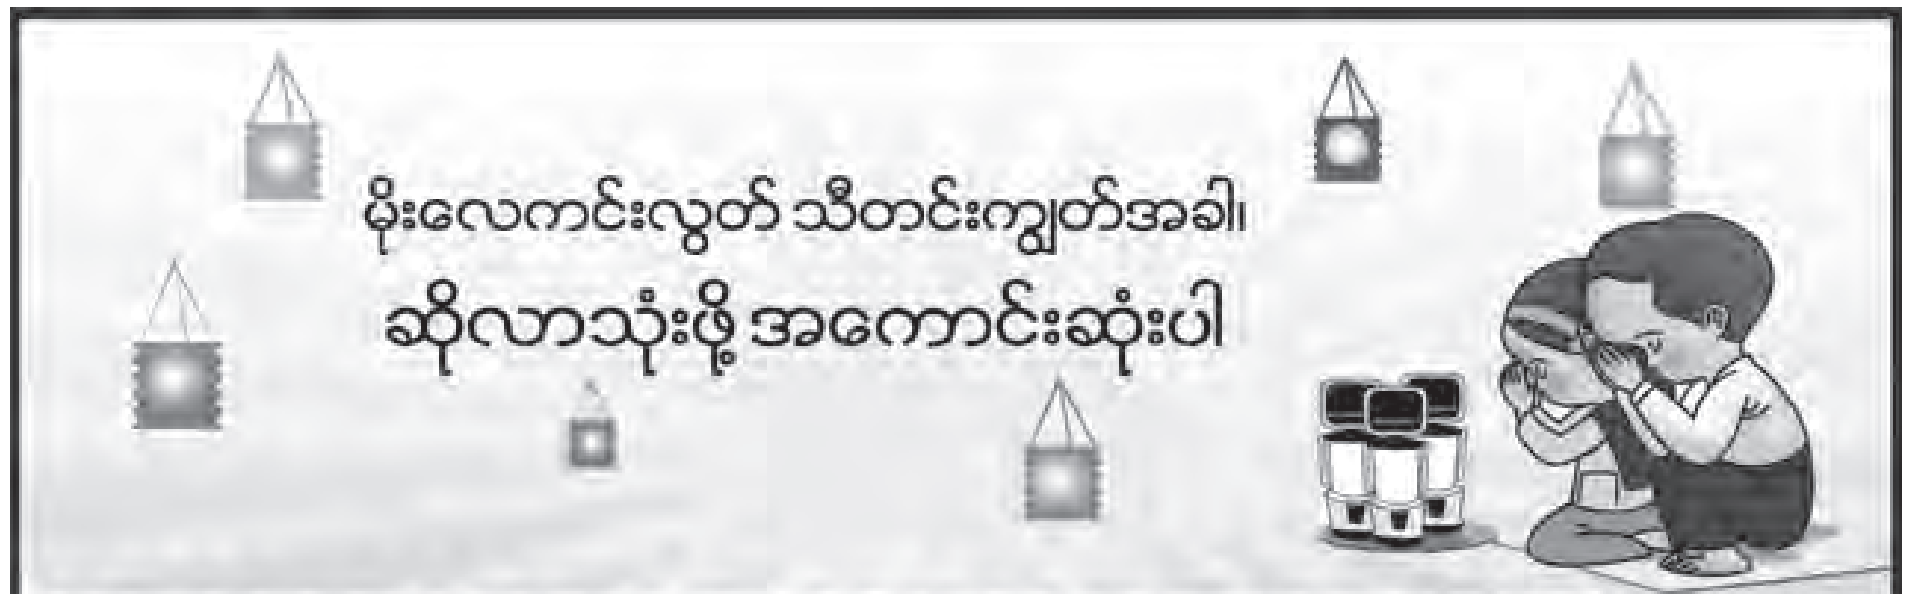 မိုးလေကင်းလွတ် သီတင်းကျွတ်အခါ၊
ဆိုလာသုံးဖို့ အကောင်းဆုံးပါ